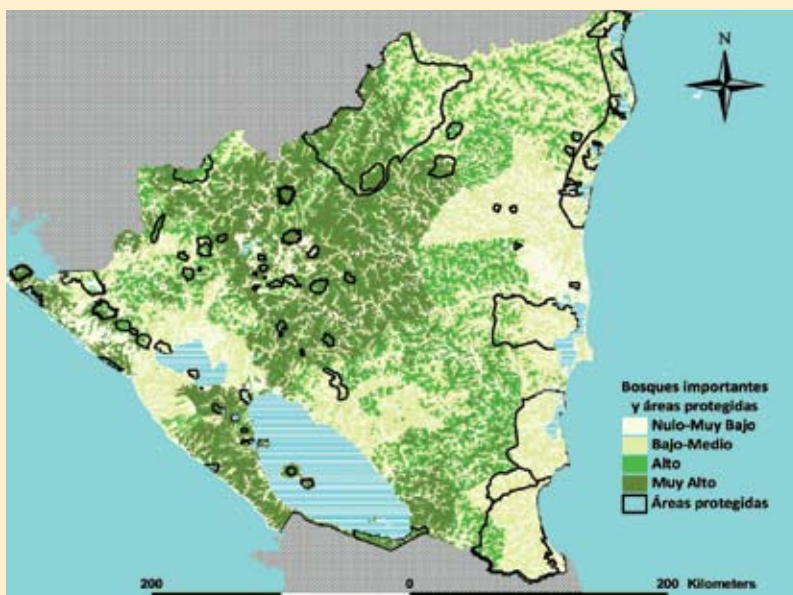 N
Bosques importantes
y áreas protegidas
Nulo-Muy Bajo
Bajo-Medio
Alto
Muy Alto
Áreas protegidas
200 0 200 Kilometers